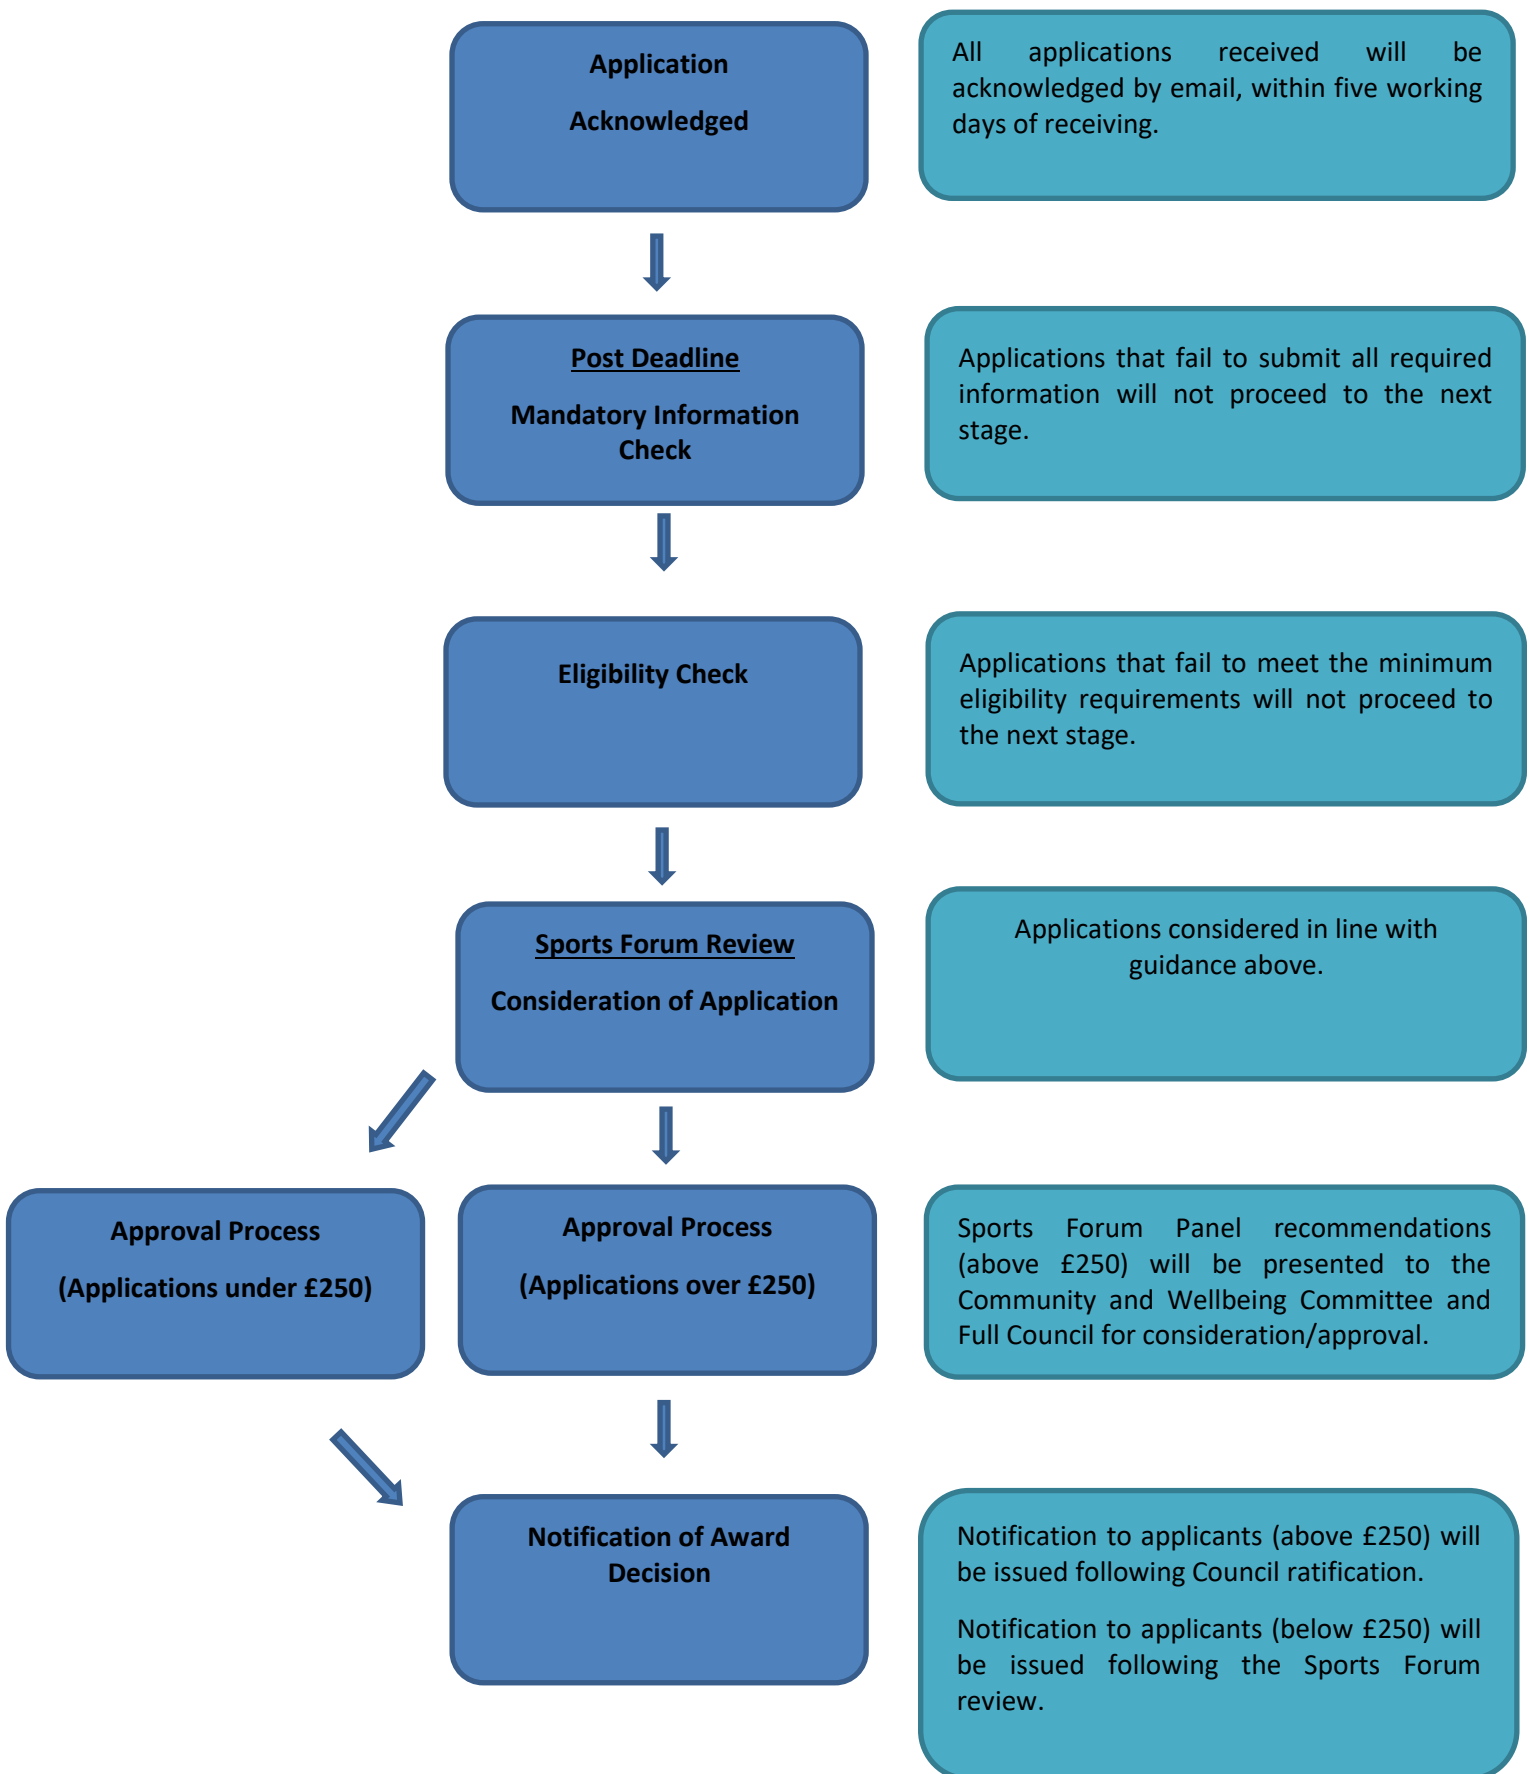 Application
Acknowledged
All applications received will be
acknowledged by email, within five working
days of receiving.
Post Deadline
Mandatory Information
Check
Applications that fail to submit all required
information will not proceed to the next
stage.
Eligibility Check
Applications that fail to meet the minimum
eligibility requirements will not proceed to
the next stage.
Sports Forum Review
Consideration of Application
Applications considered in line with
guidance above.
Approval Process
(Applications under £250)
Approval Process
(Applications over £250)
Sports Forum Panel recommendations
(above £250) will be presented to the
Community and Wellbeing Committee and
Full Council for consideration/approval.
Notification of Award
Decision
Notification to applicants (above £250) will
be issued following Council ratification.
Notification to applicants (below £250) will
be issued following the Sports Forum
review.